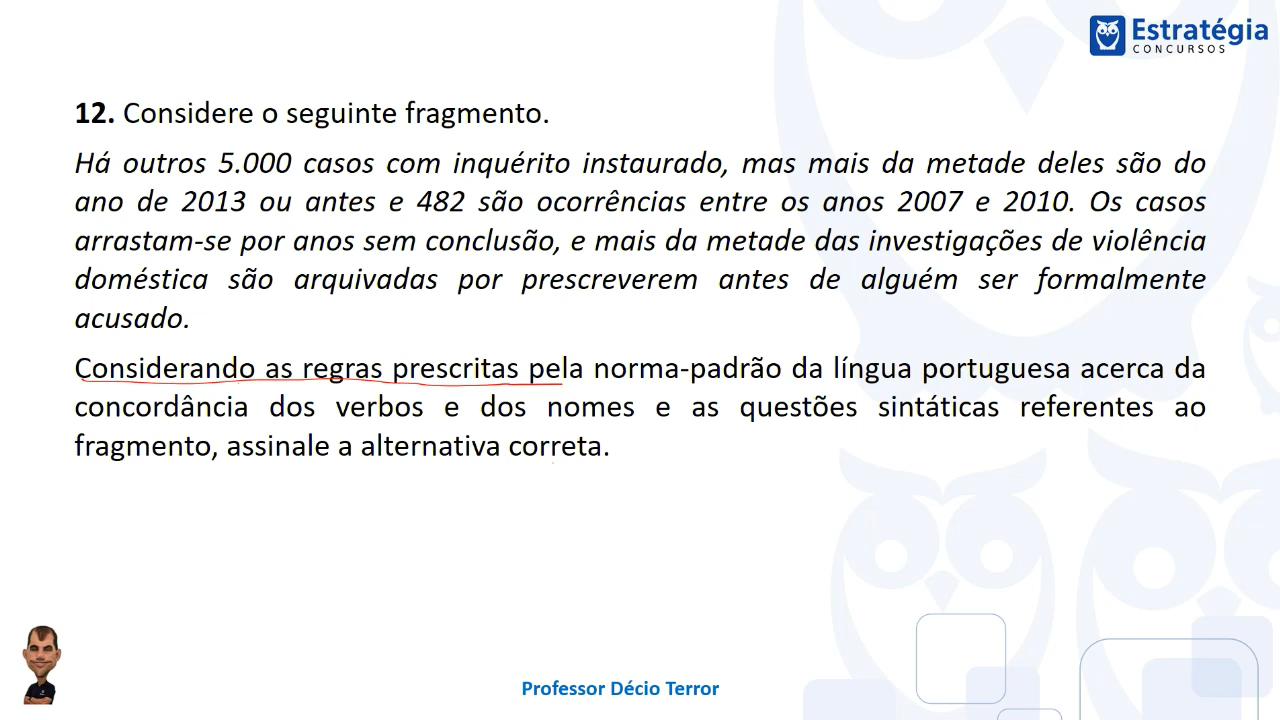 Estratégia
CONCURSOS
12. Considere o seguinte fragmento.
Há outros 5.000 casos com inquérito instaurado, mas mais da metade deles são do
ano de 2013 ou antes e 482 são ocorrências entre os anos 2007 e 2010. Os casos
arrastam-se por anos sem conclusão, e mais da metade das investigações de violência
doméstica são arquivadas por prescreverem antes de alguém ser formalmente
acusado.
Considerando as regras prescritas pela norma-padrão da língua portuguesa acerca da
concordância dos verbos e dos nomes e as questões sintáticas referentes ao
fragmento, assinale a alternativa correta.
Professor Décio Terror